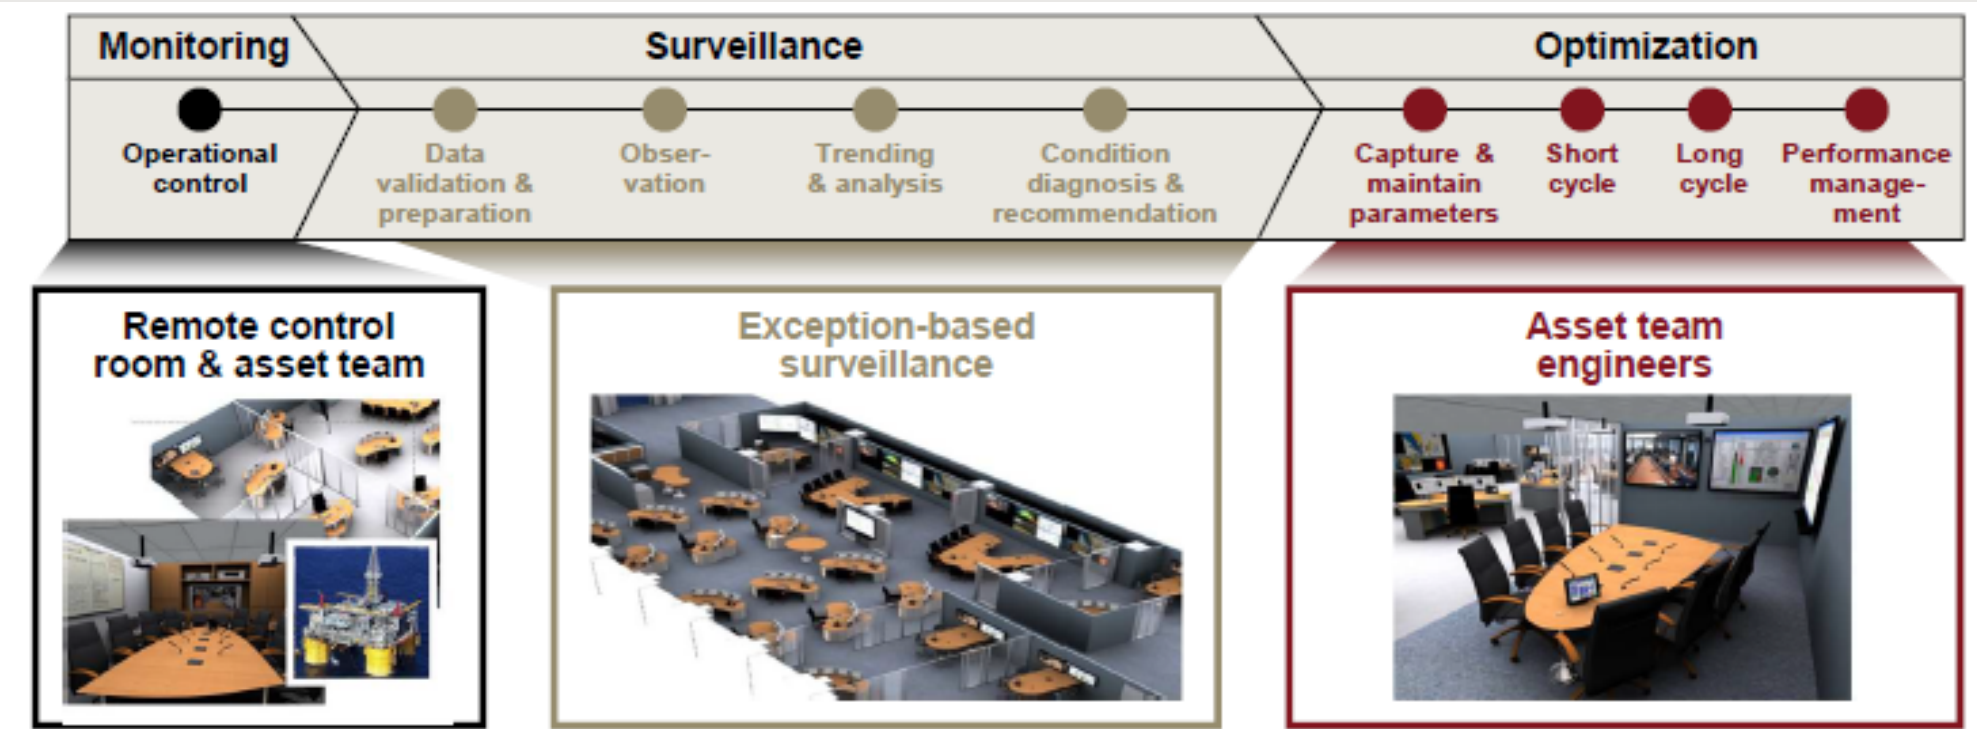 Monitoring
Surveillance
Optimization
Operational
control
Data
validation &
preparation
Obser-
vation
Trending
& analysis
Condition
diagnosis &
recommendation
Capture &
maintain
parameters
Short
cycle
Long
cycle
Performance
manage-
ment
Remote control
room & asset team
Exception-based
surveillance
Asset team
engineers